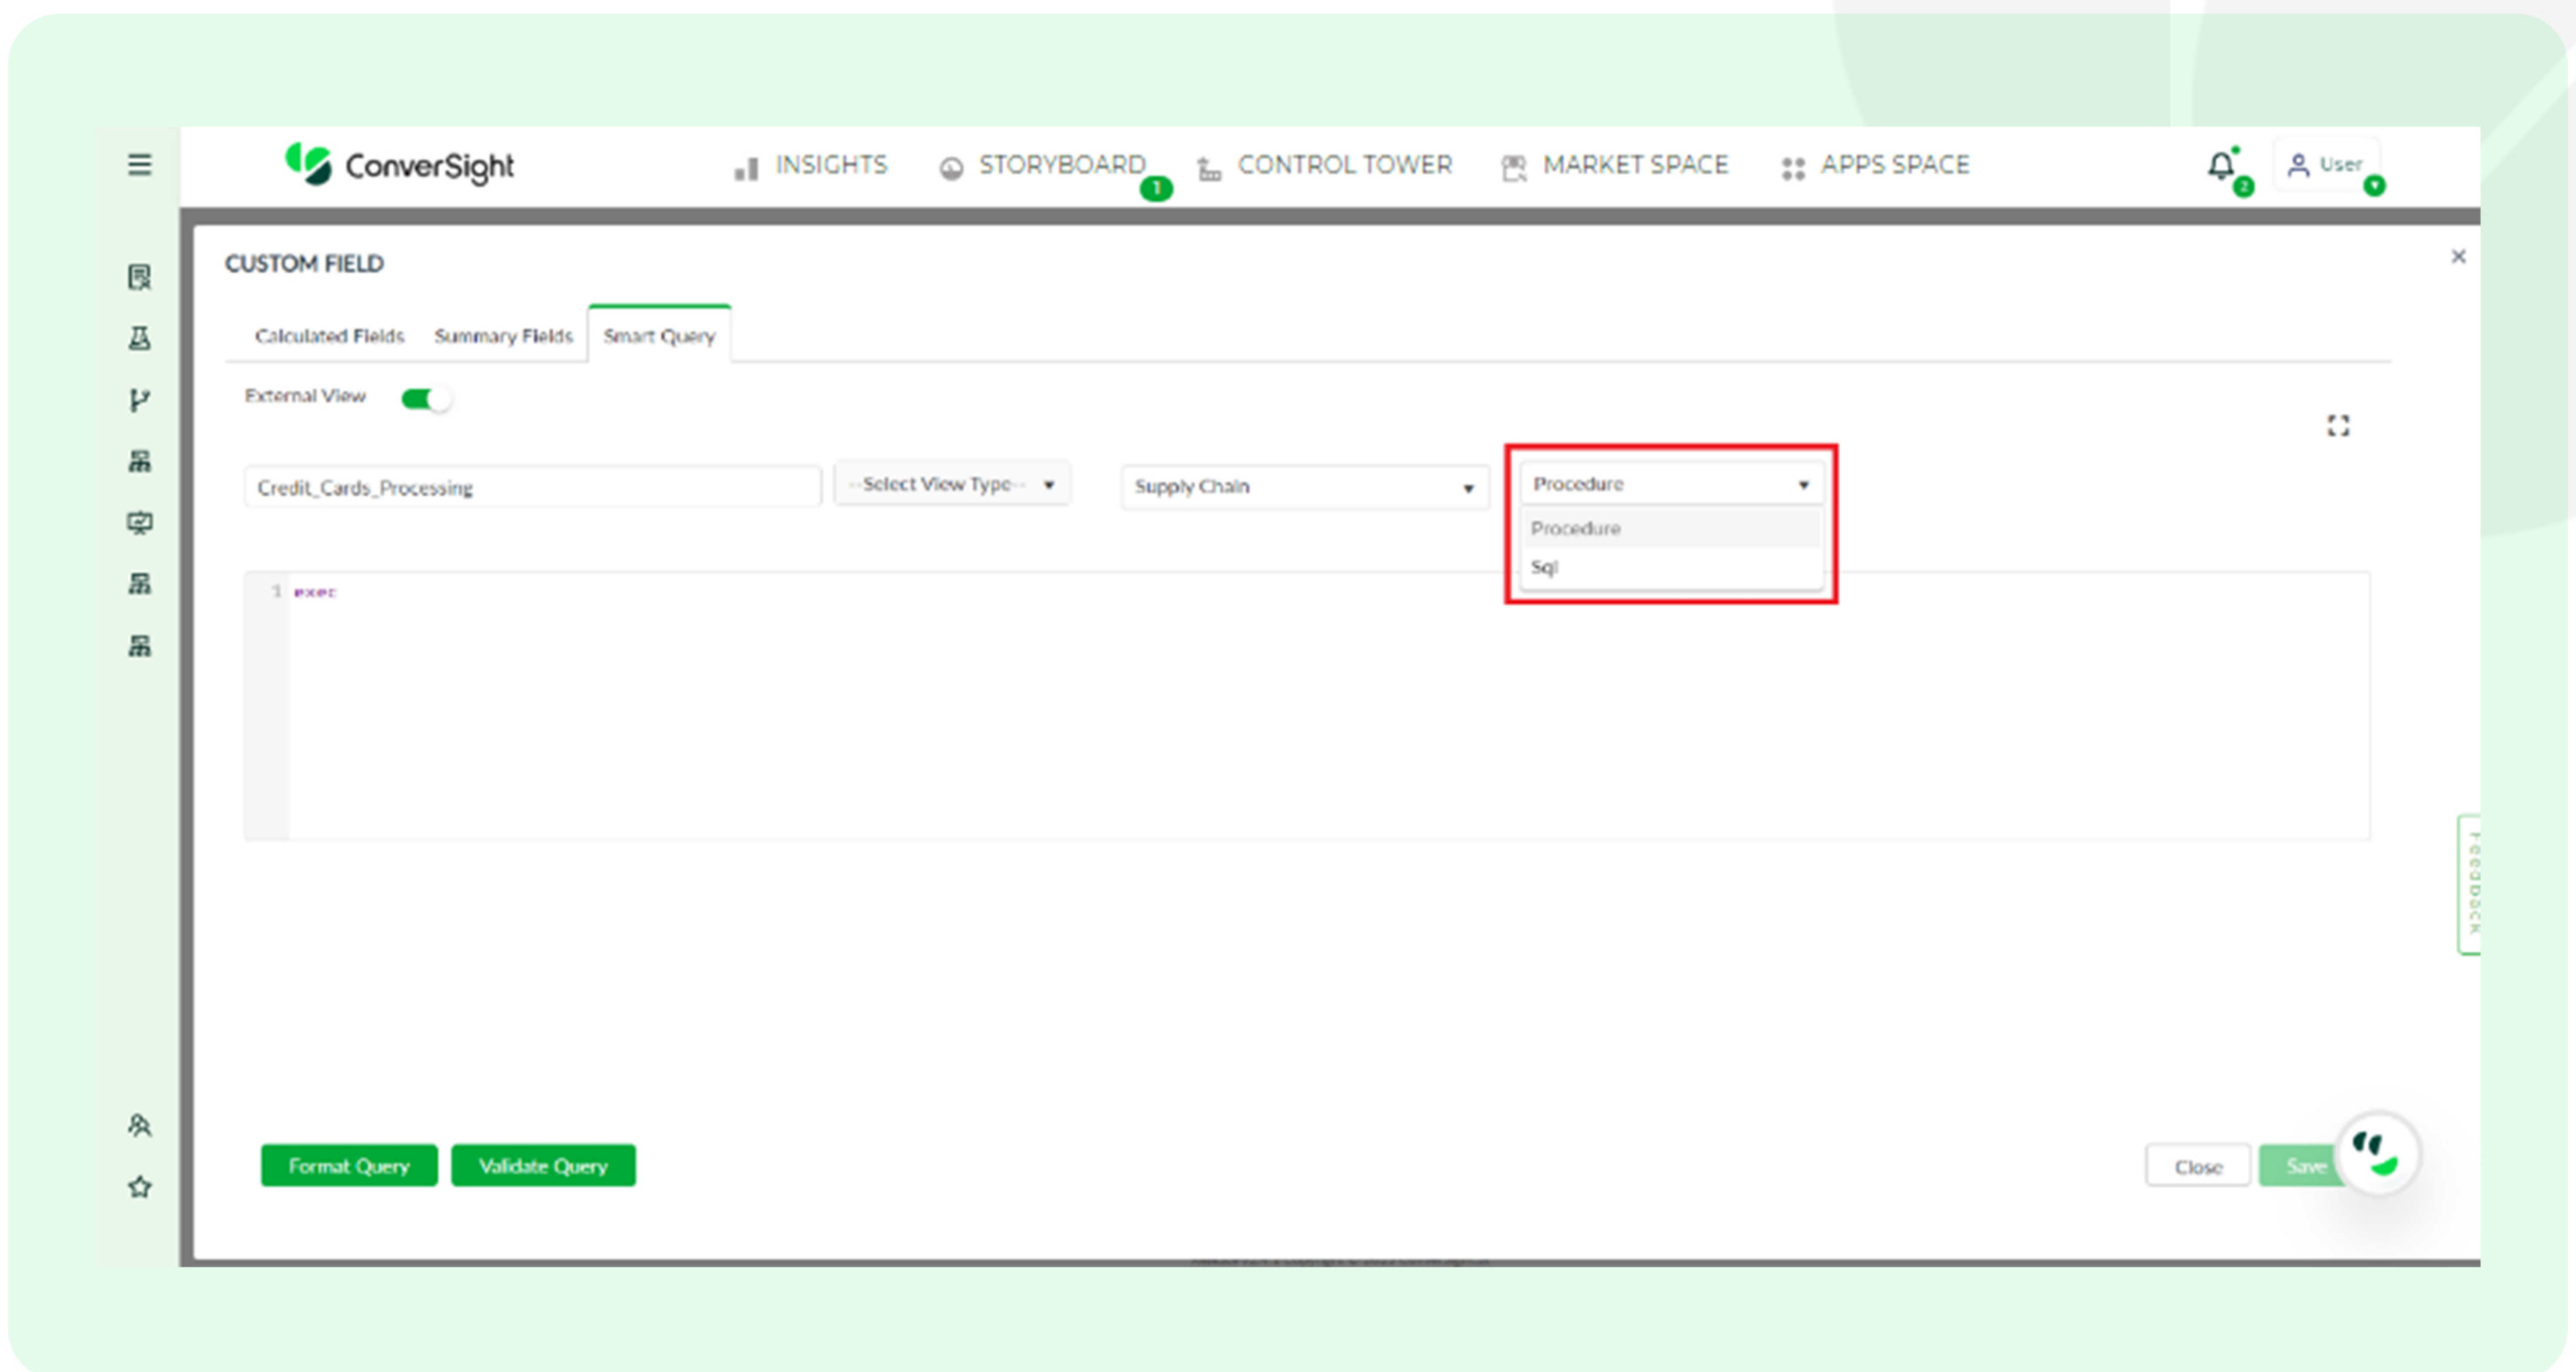 ConverSight
INSIGHTS
STORYBOARD
1
CONTROL TOWER
MARKET SPACE
APPS SPACE
2
User
CUSTOM FIELD
Calculated Fields
Summary Fields
Smart Query
External View
Credit_Cards_Processing
--Select View Type--
Supply Chain
Procedure
Procedure
Sql
1 exec
Feedback
Format Query
Validate Query
Close
Save